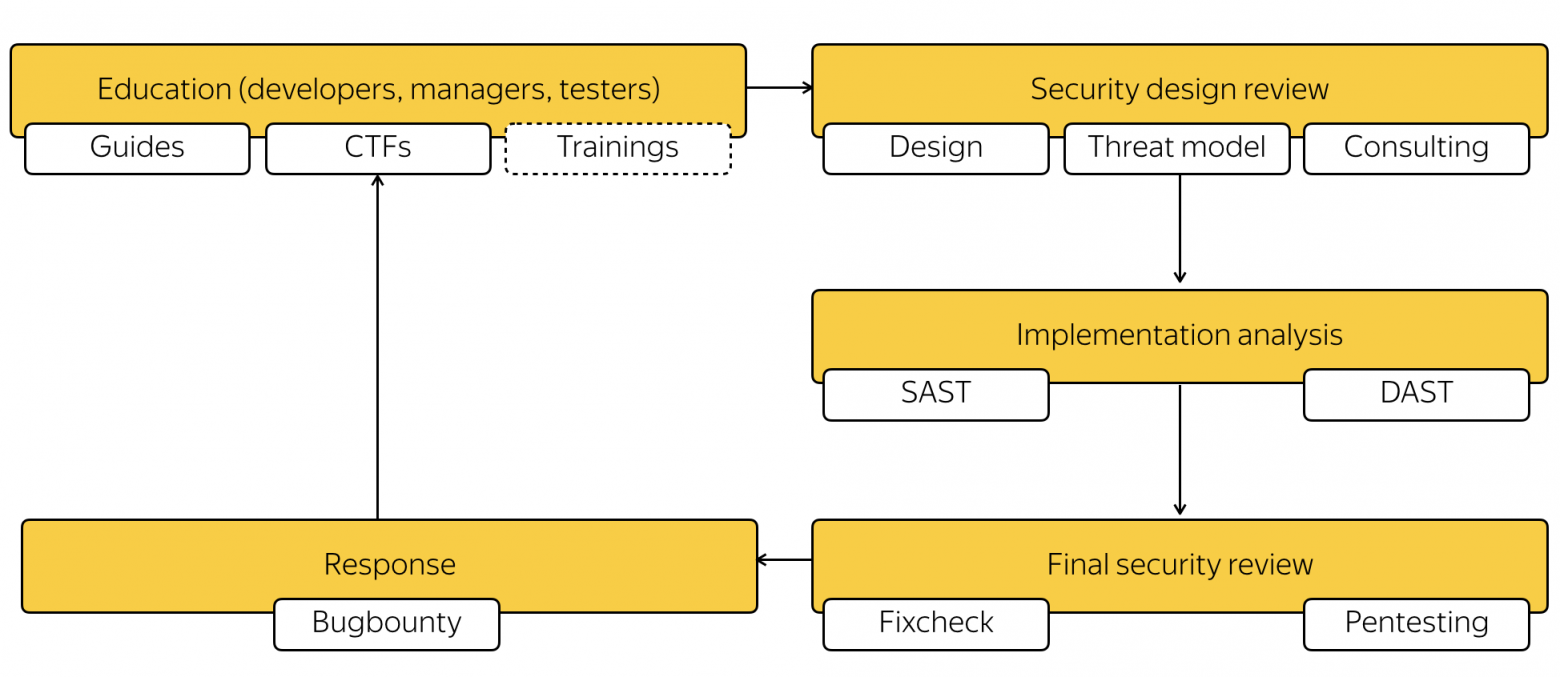 Education (developers, managers, testers)
Guides
CTFs
Trainings
Security design review
Design
Threat model
Consulting
Implementation analysis
SAST
DAST
Response
Bugbounty
Final security review
Fixcheck
Pentesting